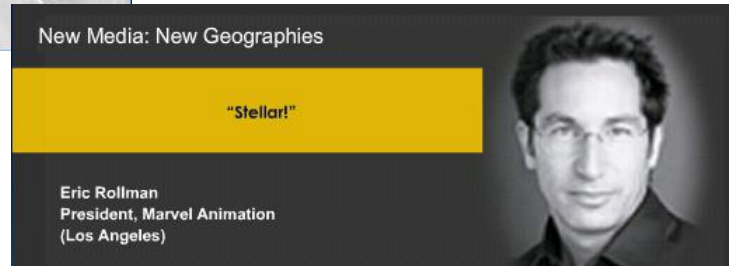 New Media: New Geographies
“Stellar!”
Eric Rollman
President, Marvel Animation
(Los Angeles)